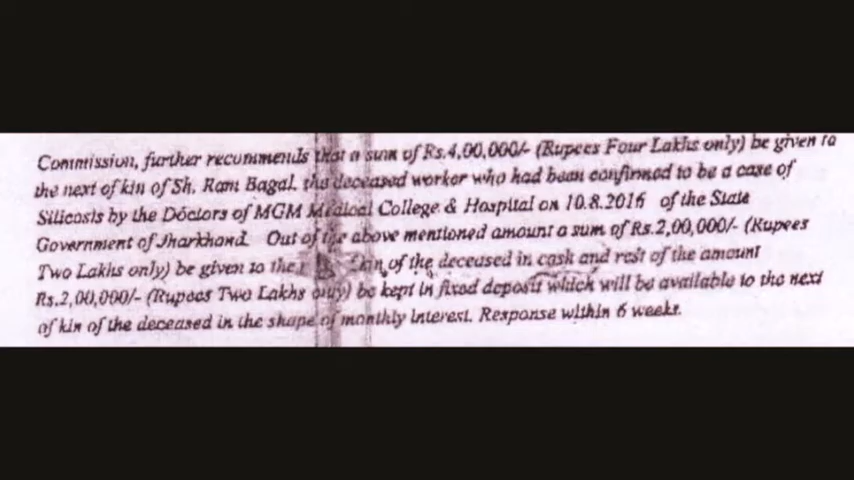 Commission, further recommends that a sum of Rs.4,00,000/- (Rupees Four Lakhs only) be given to
the next of kin of Sh. Ram Bagal, the deceased worker who had been confirmed to be a case of
Silicosis by the Doctors of MGM Medical College & Hospital on 10.8.2016 of the State
Government of Jharkhand. Out of the above mentioned amount a sum of Rs.2,00,000/- (Rupees
Two Lakhs only) be given to the kin of the deceased in cash and rest of the amount
Rs.2,00,000/- (Rupees Two Lakhs only) be kept in fixed deposit which will be available to the next
of kin of the deceased in the shape of monthly interest. Response within 6 weeks.